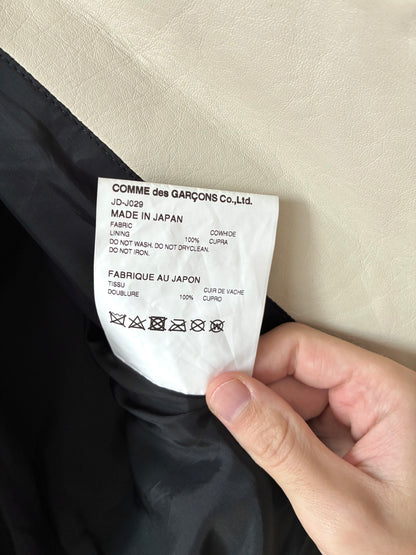 COMME des GARÇONS Co.,Ltd.
JD-J029
MADE IN JAPAN
FABRIC COWHIDE
LINING 100% CUPRA
DO NOT WASH. DO NOT DRYCLEAN.
DO NOT IRON.
FABRIQUE AU JAPON
TISSU CUIR DE VACHE
DOUBLURE 100% CUPRO